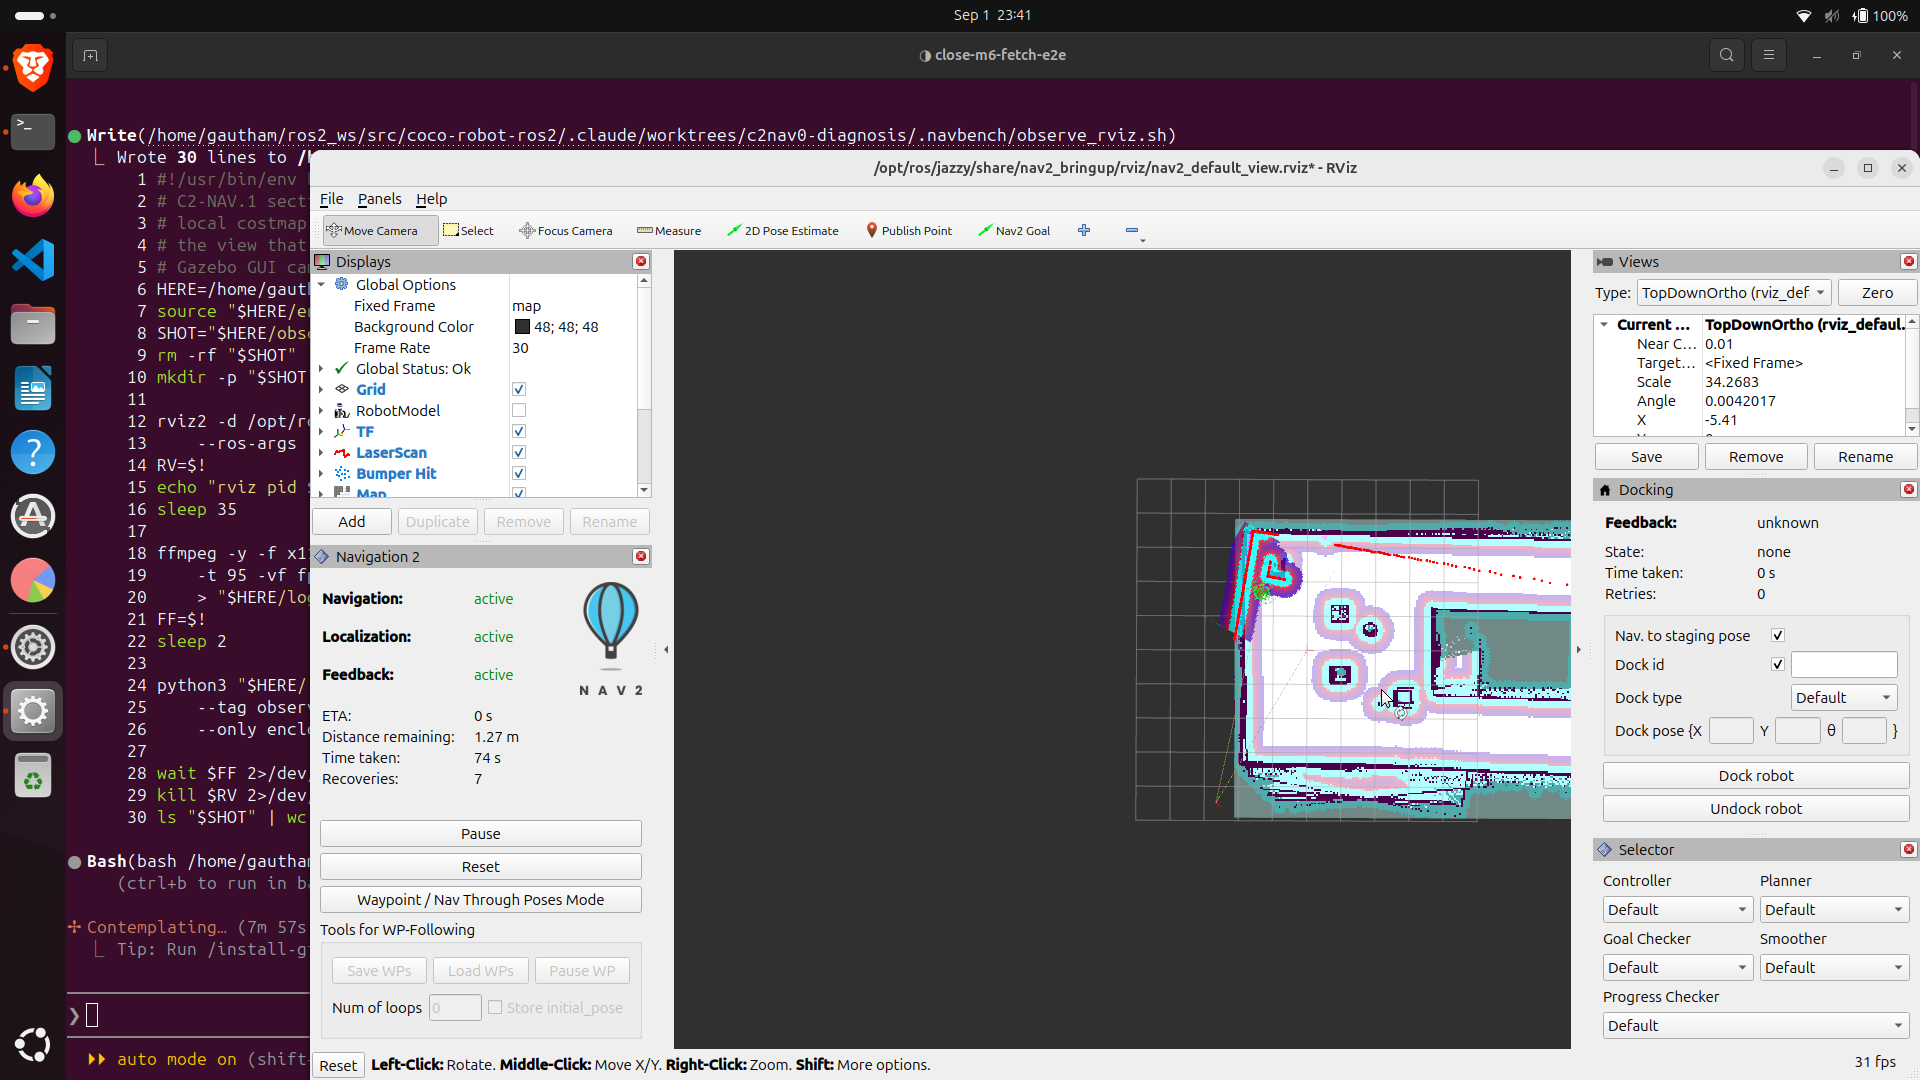 Sep 1 23:41
100%
close-m6-fetch-e2e
Write(/home/gautham/ros2_ws/src/coco-robot-ros2/.claude/worktrees/c2nav0-diagnosis/.navbench/observe_rviz.sh)
Wrote 30 lines to
1 #!/usr/bin/env
2 # C2-NAV.1 sect
3 # local costmap
4 # the view that
5 # Gazebo GUI ca
6 HERE=/home/gauth
7 source "$HERE/en
8 SHOT="$HERE/obse
9 rm -rf "$SHOT"
10 mkdir -p "$SHOT
11
12 rviz2 -d /opt/ro
13 --ros-args
14 RV=$!
15 echo "rviz pid
16 sleep 35
17
18 ffmpeg -y -f x1
19 -t 95 -vf fp
20 > "$HERE/log
21 FF=$!
22 sleep 2
23
24 python3 "$HERE/
25 --tag observ
26 --only enclo
27
28 wait $FF 2>/dev/
29 kill $RV 2>/dev/
30 ls "$SHOT" | wc
Bash(bash /home/gautham
(ctrl+b to run in ba
Contemplating… (7m 57s
Tip: Run /install-g
❯
auto mode on (shift
/opt/ros/jazzy/share/nav2_bringup/rviz/nav2_default_view.rviz* - RViz
File Panels Help
Move Camera Select Focus Camera Measure 2D Pose Estimate Publish Point Nav2 Goal
Displays
Global Options
Fixed Frame map
Background Color 48; 48; 48
Frame Rate 30
Global Status: Ok
Grid
RobotModel
TF
LaserScan
Bumper Hit
Map
Add Duplicate Remove Rename
Navigation 2
Navigation: active
Localization: active
Feedback: active
NAV2
ETA: 0 s
Distance remaining: 1.27 m
Time taken: 74 s
Recoveries: 7
Pause
Reset
Waypoint / Nav Through Poses Mode
Tools for WP-Following
Save WPs Load WPs Pause WP
Num of loops 0 Store initial_pose
Reset Left-Click: Rotate. Middle-Click: Move X/Y. Right-Click: Zoom. Shift: More options.
Views
Type: TopDownOrtho (rviz_def Zero
Current ... TopDownOrtho (rviz_defaul.
Near C... 0.01
Target... <Fixed Frame>
Scale 34.2683
Angle 0.0042017
X -5.41
Save Remove Rename
Docking
Feedback: unknown
State: none
Time taken: 0 s
Retries: 0
Nav. to staging pose
Dock id
Dock type Default
Dock pose {X Y θ }
Dock robot
Undock robot
Selector
Controller Planner
Default Default
Goal Checker Smoother
Default Default
Progress Checker
Default
31 fps